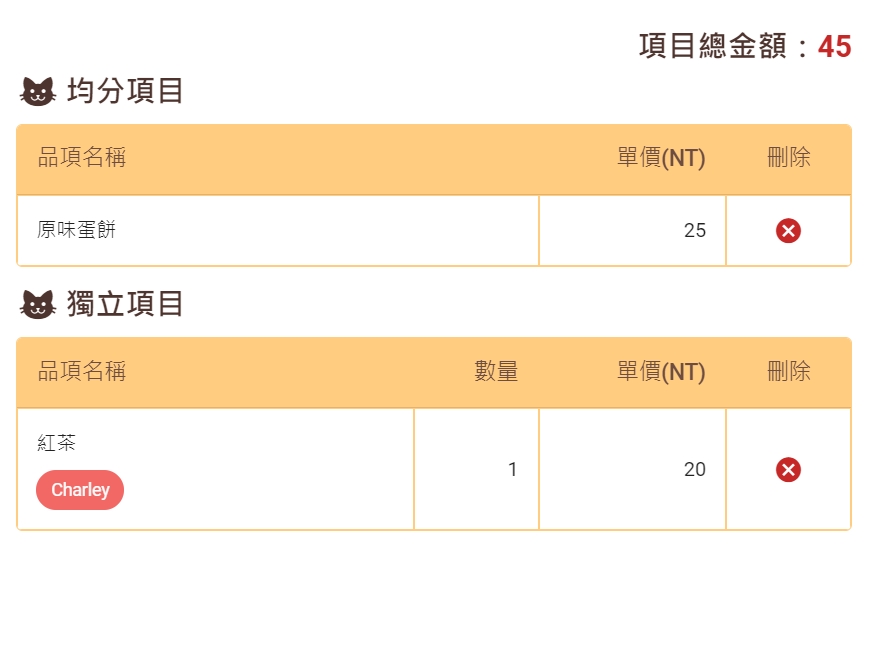 項目總金額：45
均分項目
品項名稱 單價(NT) 刪除
原味蛋餅 25
獨立項目
品項名稱 數量 單價(NT) 刪除
紅茶
Charley
1 20